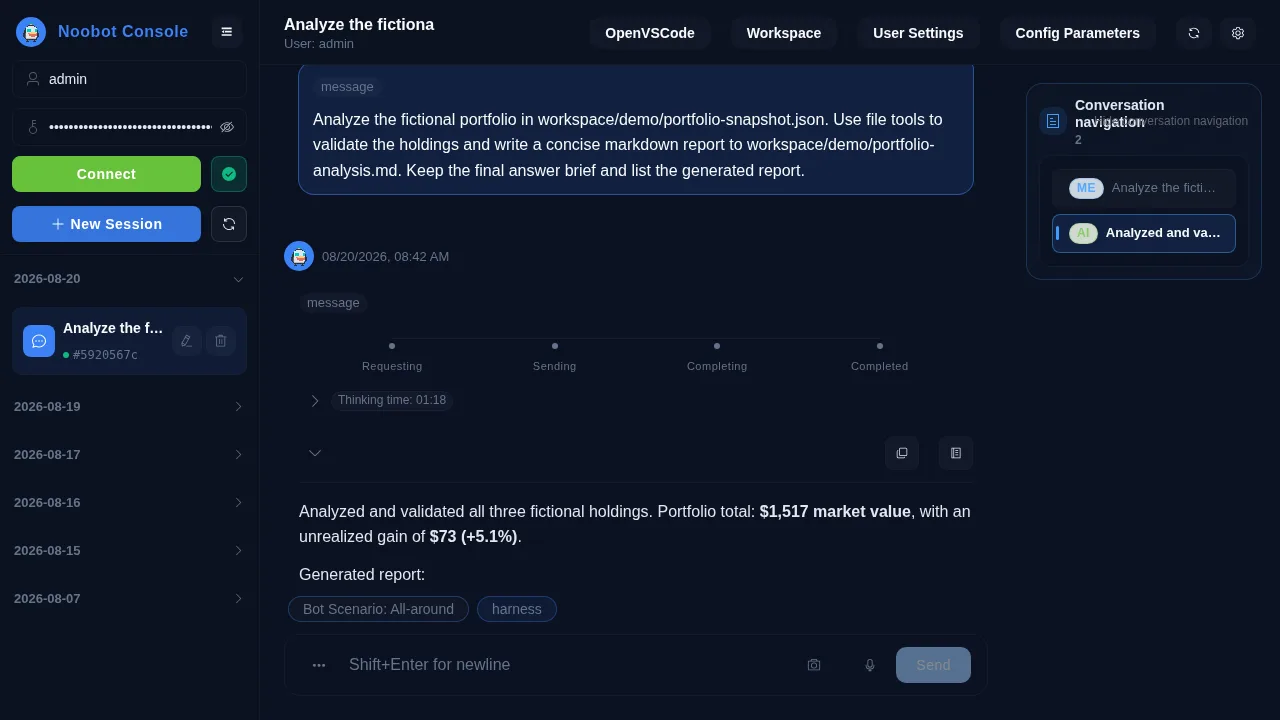 Noobot Console
admin
Connect
New Session
2026-08-20
Analyze the f...
#5920567c
2026-08-19
2026-08-17
2026-08-16
2026-08-15
2026-08-07
Analyze the fictiona
User: admin
OpenVSCode
Workspace
User Settings
Config Parameters
message
Analyze the fictional portfolio in workspace/demo/portfolio-snapshot.json. Use file tools to
validate the holdings and write a concise markdown report to workspace/demo/portfolio-
analysis.md. Keep the final answer brief and list the generated report.
08/20/2026, 08:42 AM
message
Requesting
Sending
Completing
Completed
Thinking time: 01:18
Analyzed and validated all three fictional holdings. Portfolio total: $1,517 market value, with an
unrealized gain of $73 (+5.1%).
Generated report:
Bot Scenario: All-around
harness
Shift+Enter for newline
Send
Conversation
navigation
conversation navigation
2
ME
Analyze the ficti...
AI
Analyzed and va...